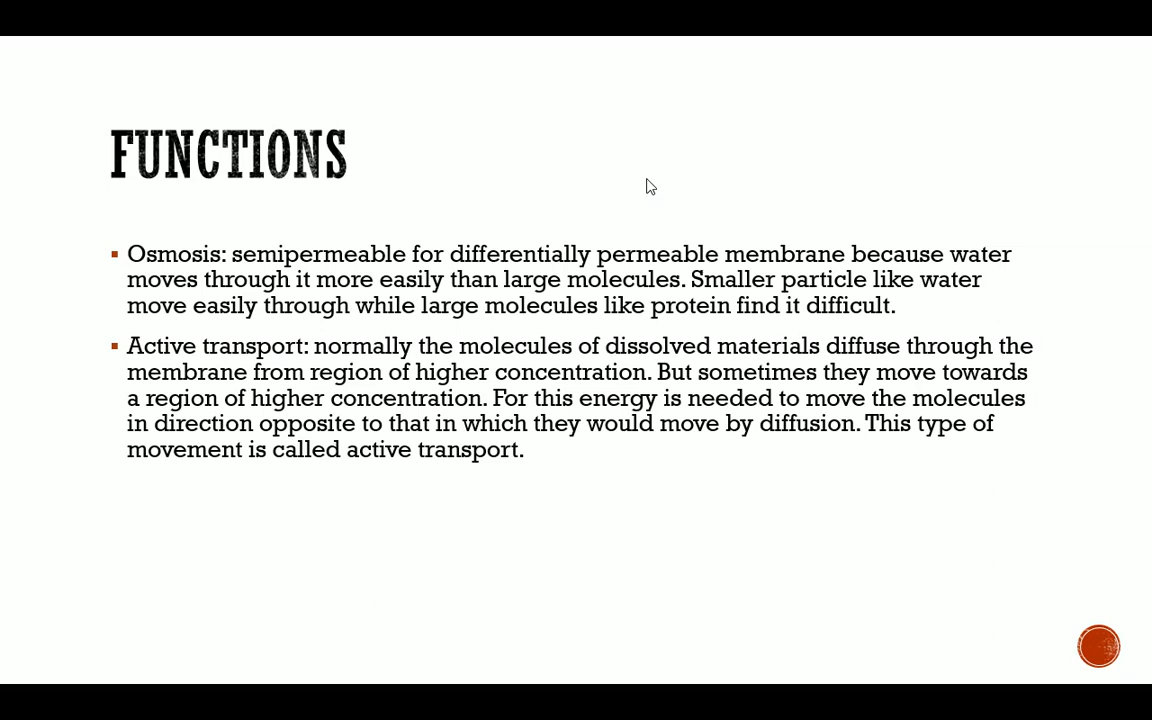 FUNCTIONS
Osmosis: semipermeable for differentially permeable membrane because water
moves through it more easily than large molecules. Smaller particle like water
move easily through while large molecules like protein find it difficult.
Active transport: normally the molecules of dissolved materials diffuse through the
membrane from region of higher concentration. But sometimes they move towards
a region of higher concentration. For this energy is needed to move the molecules
in direction opposite to that in which they would move by diffusion. This type of
movement is called active transport.